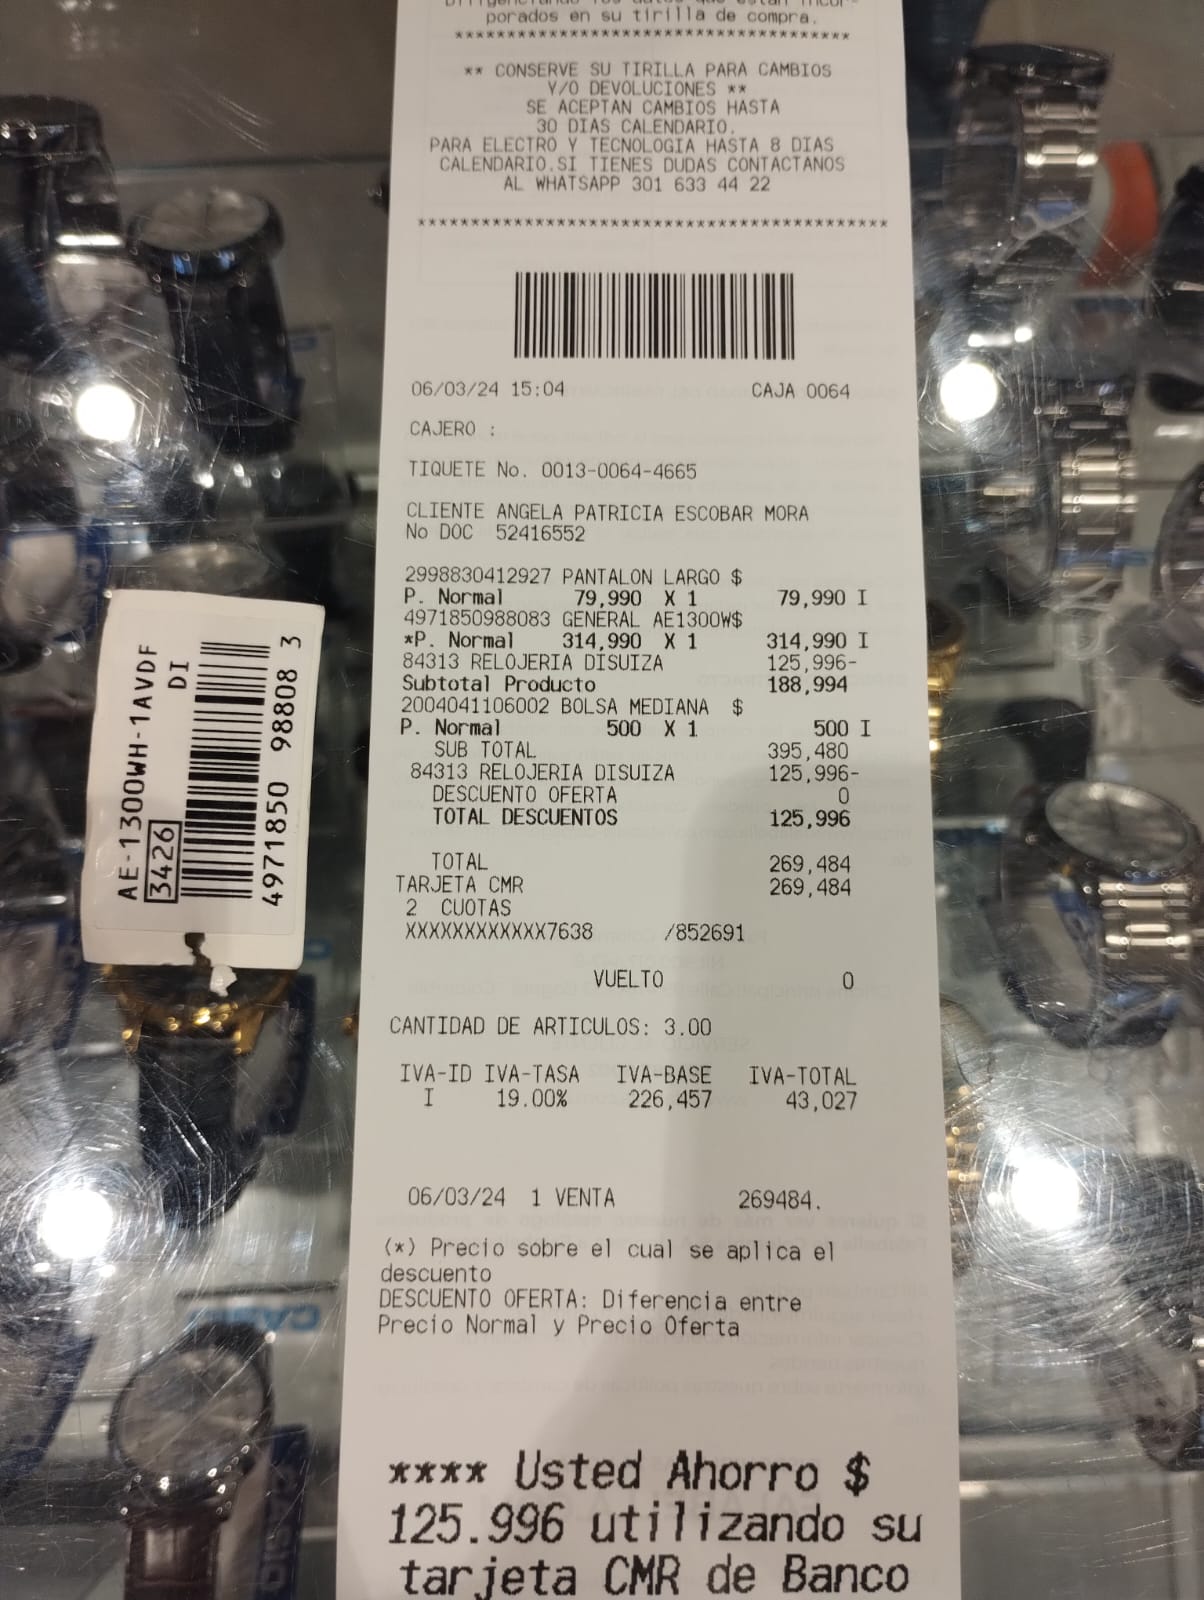 Diligenciando los datos que están incor-
porados en su tirilla de compra.
**************************************
** CONSERVE SU TIRILLA PARA CAMBIOS
Y/O DEVOLUCIONES **
SE ACEPTAN CAMBIOS HASTA
30 DIAS CALENDARIO.
PARA ELECTRO Y TECNOLOGIA HASTA 8 DIAS
CALENDARIO.SI TIENES DUDAS CONTACTANOS
AL WHATSAPP 301 633 44 22
****************************************
06/03/24 15:04 CAJA 0064
CAJERO :
TIQUETE No. 0013-0064-4665
CLIENTE ANGELA PATRICIA ESCOBAR MORA
No DOC 52416552
2998830412927 PANTALON LARGO $
P. Normal 79,990 X 1 79,990 I
4971850988083 GENERAL AE1300W$
*P. Normal 314,990 X 1 314,990 I
84313 RELOJERIA DISUIZA 125,996-
Subtotal Producto 188,994
2004041106002 BOLSA MEDIANA $
P. Normal 500 X 1 500 I
SUB TOTAL 395,480
84313 RELOJERIA DISUIZA 125,996-
DESCUENTO OFERTA 0
TOTAL DESCUENTOS 125,996
TOTAL 269,484
TARJETA CMR 269,484
2 CUOTAS
XXXXXXXXXXXX7638 /852691
VUELTO 0
CANTIDAD DE ARTICULOS: 3.00
IVA-ID IVA-TASA IVA-BASE IVA-TOTAL
I 19.00% 226,457 43,027
06/03/24 1 VENTA 269484.
(*) Precio sobre el cual se aplica el
descuento
DESCUENTO OFERTA: Diferencia entre
Precio Normal y Precio Oferta
**** Usted Ahorro $
125.996 utilizando su
tarjeta CMR de Banco
AE-1300WH-1AVDF
DI
3426
4971850 98808 3
CASIO